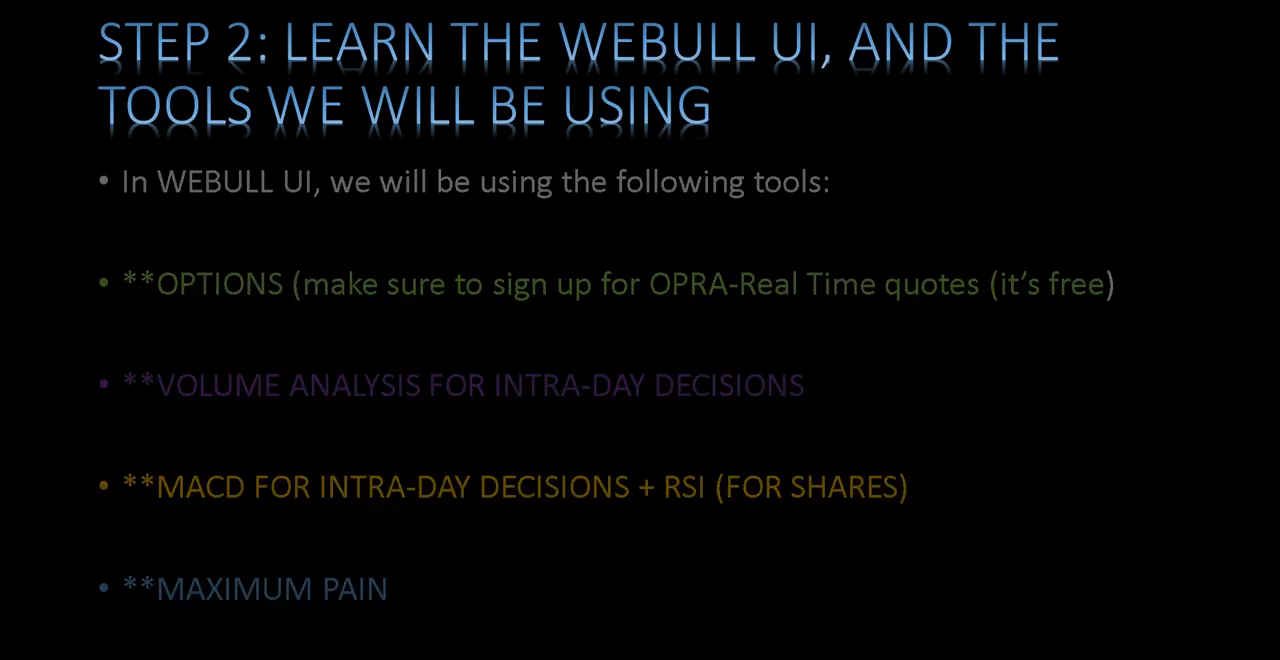 STEP 2: LEARN THE WEBULL UI, AND THE
TOOLS WE WILL BE USING
• In WEBULL UI, we will be using the following tools:
• **OPTIONS (make sure to sign up for OPRA-Real Time quotes (it’s free)
• **VOLUME ANALYSIS FOR INTRA-DAY DECISIONS
• **MACD FOR INTRA-DAY DECISIONS + RSI (FOR SHARES)
• **MAXIMUM PAIN